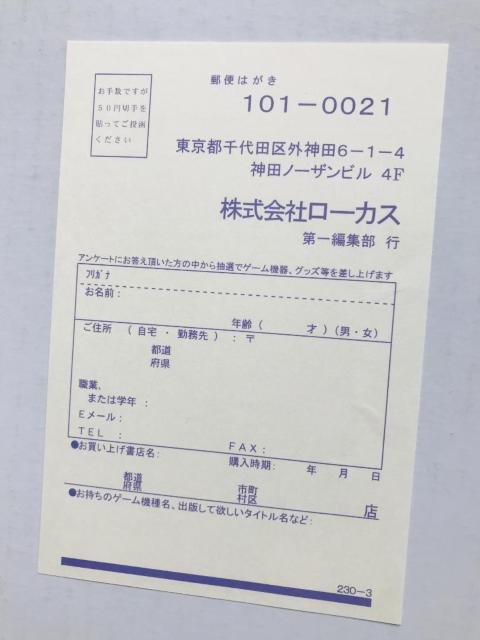 郵便はがき
お手数ですが
50円切手を
貼ってご投函
ください
101-0021
東京都千代田区外神田6-1-4
神田ノーザンビル 4F
株式会社ローカス
第一編集部 行
アンケートにお答え頂いた方の中から抽選でゲーム機器、グッズ等を差し上げます
フリガナ
お名前:
年齢( 才)(男・女)
ご住所 (自宅・勤務先) : 〒
都道
府県
職業、
または学年 :
Eメール:
TEL :
FAX:
●お買い上げ書店名:
購入時期: 年 月 日
都道
府県
市町
村区
店
●お持ちのゲーム機種名、出版して欲しいタイトル名など:
230-3